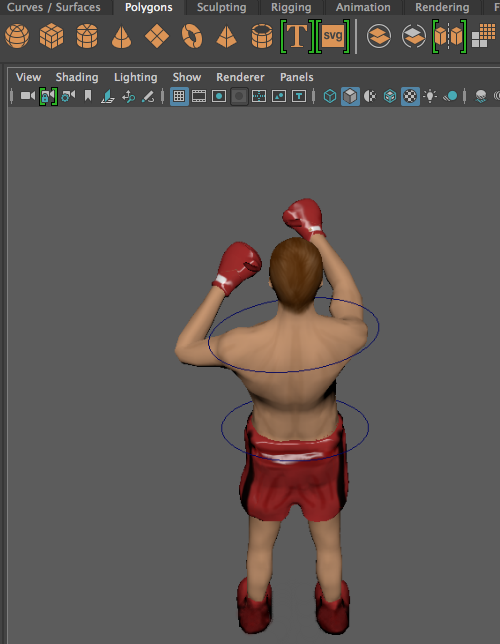 Curves / Surfaces Polygons Sculpting Rigging Animation Rendering F
T svg
View Shading Lighting Show Renderer Panels